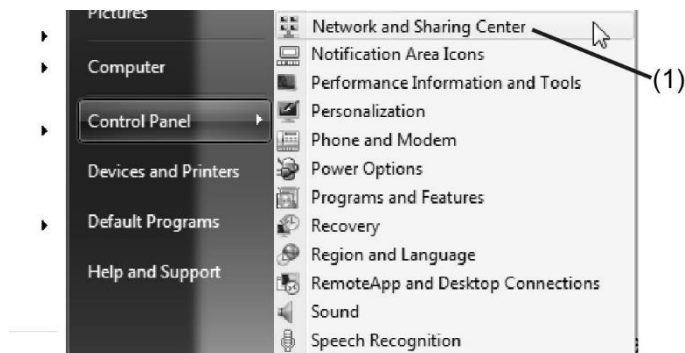 Pictures
Computer
Control Panel
Devices and Printers
Default Programs
Help and Support
Network and Sharing Center
(1)
Notification Area Icons
Performance Information and Tools
Personalization
Phone and Modem
Power Options
Programs and Features
Recovery
Region and Language
RemoteApp and Desktop Connections
Sound
Speech Recognition